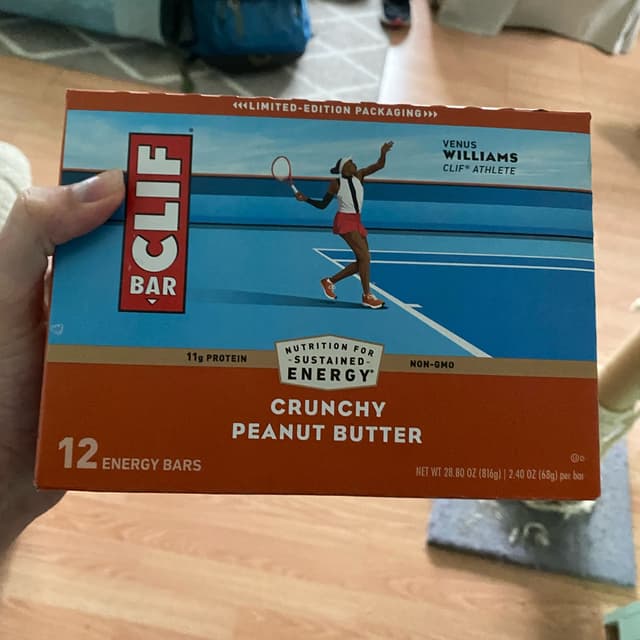 <<<LIMITED-EDITION PACKAGING>>>
VENUS
WILLIAMS
CLIF® ATHLETE
CLIF
BAR
11g PROTEIN
NUTRITION FOR
-SUSTAINED-
ENERGY®
NON-GMO
CRUNCHY
PEANUT BUTTER
12 ENERGY BARS
NET WT 28.80 OZ (816g) | 2.40 OZ (68g) per bar